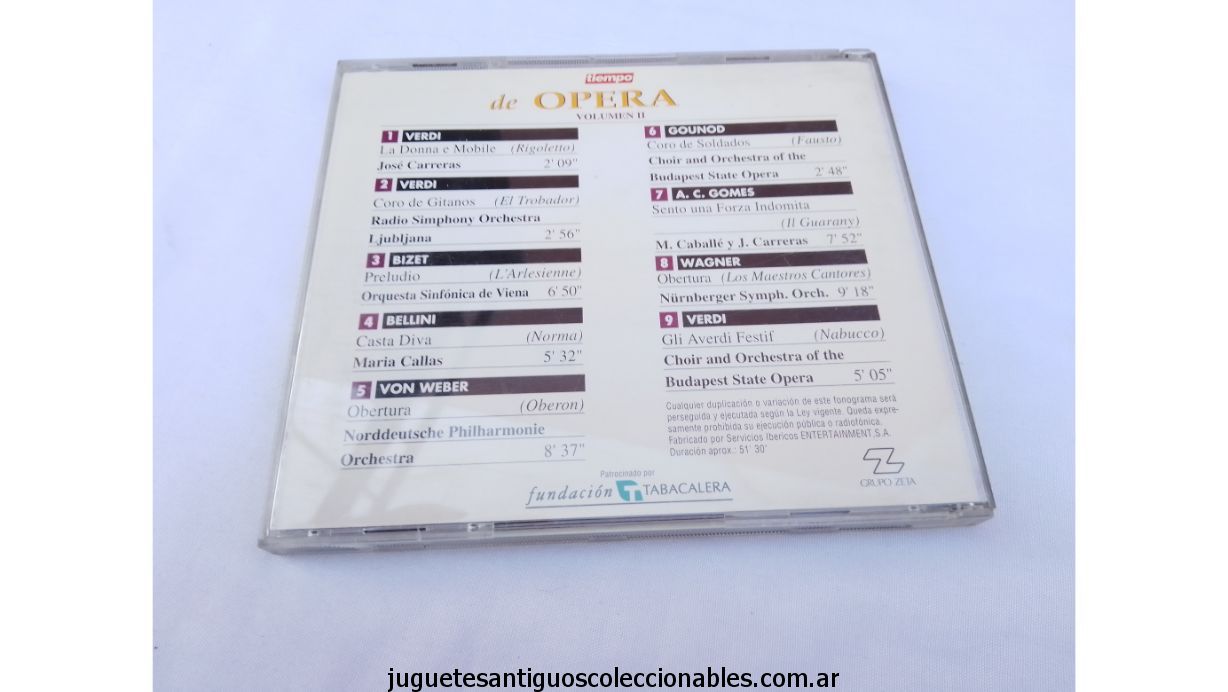 tiempo
de OPERA
VOLUMEN II
1 VERDI
La Donna e Mobile (Rigoletto)
José Carreras 2' 09"
2 VERDI
Coro de Gitanos (El Trobador)
Radio Simphony Orchestra
Ljubljana 2' 56"
3 BIZET
Preludio (L'Arlesienne)
Orquesta Sinfónica de Viena 6' 50"
4 BELLINI
Casta Diva (Norma)
Maria Callas 5' 32"
5 VON WEBER
Obertura (Oberon)
Norddeutsche Philharmonie
Orchestra 8' 37"
6 GOUNOD
Coro de Soldados (Fausto)
Choir and Orchestra of the
Budapest State Opera 2' 48"
7 A. C. GOMES
Sento una Forza Indomita
(Il Guarany)
M. Caballé y J. Carreras 7' 52"
8 WAGNER
Obertura (Los Maestros Cantores)
Nürnberger Symph. Orch. 9' 18"
9 VERDI
Gli Averdi Festif (Nabucco)
Choir and Orchestra of the
Budapest State Opera 5' 05"
Cualquier duplicación o variación de este fonograma será
perseguida y ejecutada según la Ley vigente. Queda expre-
samente prohibida su ejecución pública o radiofónica.
Fabricado por Servicios Ibericos ENTERTAINMENT, S.A.
Duración aprox.: 51' 30'
Patrocinado por
fundación TABACALERA
GRUPO ZETA
juguetesantiguoscoleccionables.com.ar